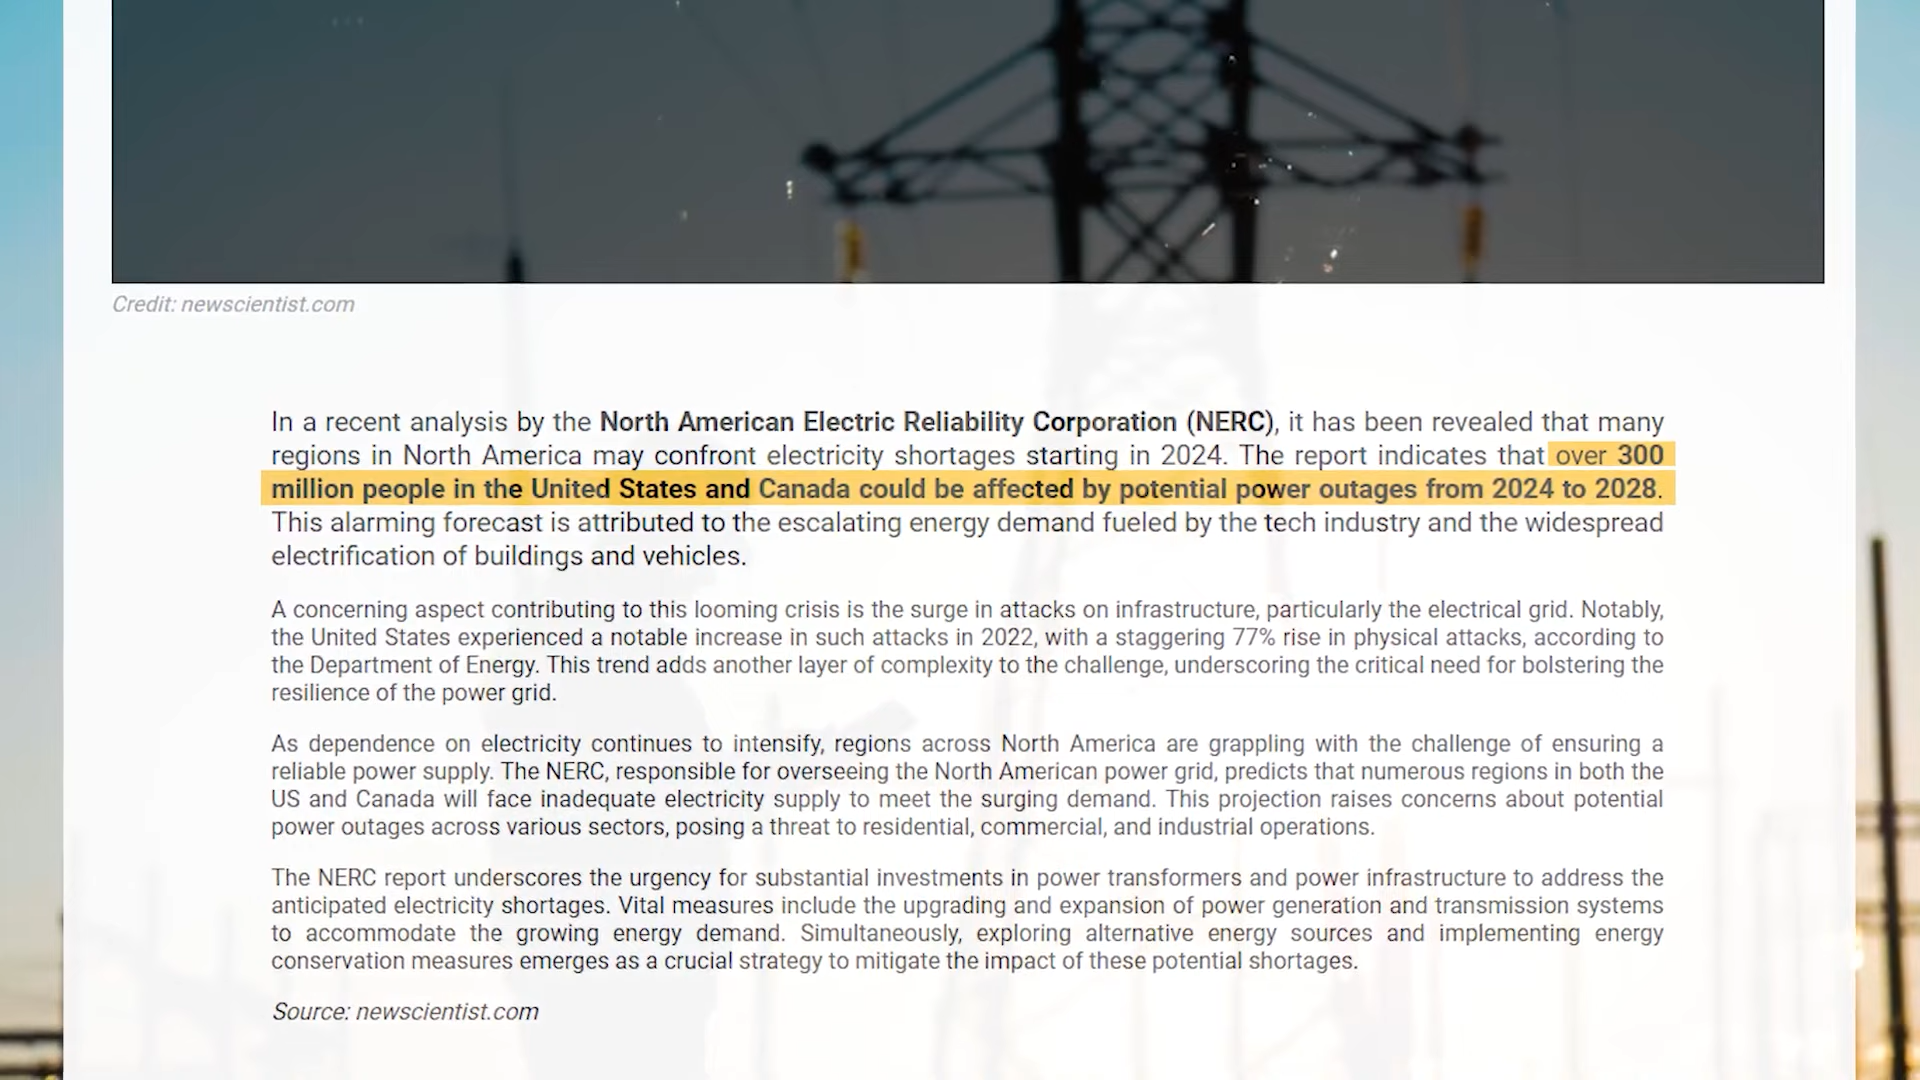 Credit: newscientist.com
In a recent analysis by the North American Electric Reliability Corporation (NERC), it has been revealed that many
regions in North America may confront electricity shortages starting in 2024. The report indicates that over 300
million people in the United States and Canada could be affected by potential power outages from 2024 to 2028.
This alarming forecast is attributed to the escalating energy demand fueled by the tech industry and the widespread
electrification of buildings and vehicles.
A concerning aspect contributing to this looming crisis is the surge in attacks on infrastructure, particularly the electrical grid. Notably,
the United States experienced a notable increase in such attacks in 2022, with a staggering 77% rise in physical attacks, according to
the Department of Energy. This trend adds another layer of complexity to the challenge, underscoring the critical need for bolstering the
resilience of the power grid.
As dependence on electricity continues to intensify, regions across North America are grappling with the challenge of ensuring a
reliable power supply. The NERC, responsible for overseeing the North American power grid, predicts that numerous regions in both the
US and Canada will face inadequate electricity supply to meet the surging demand. This projection raises concerns about potential
power outages across various sectors, posing a threat to residential, commercial, and industrial operations.
The NERC report underscores the urgency for substantial investments in power transformers and power infrastructure to address the
anticipated electricity shortages. Vital measures include the upgrading and expansion of power generation and transmission systems
to accommodate the growing energy demand. Simultaneously, exploring alternative energy sources and implementing energy
conservation measures emerges as a crucial strategy to mitigate the impact of these potential shortages.
Source: newscientist.com